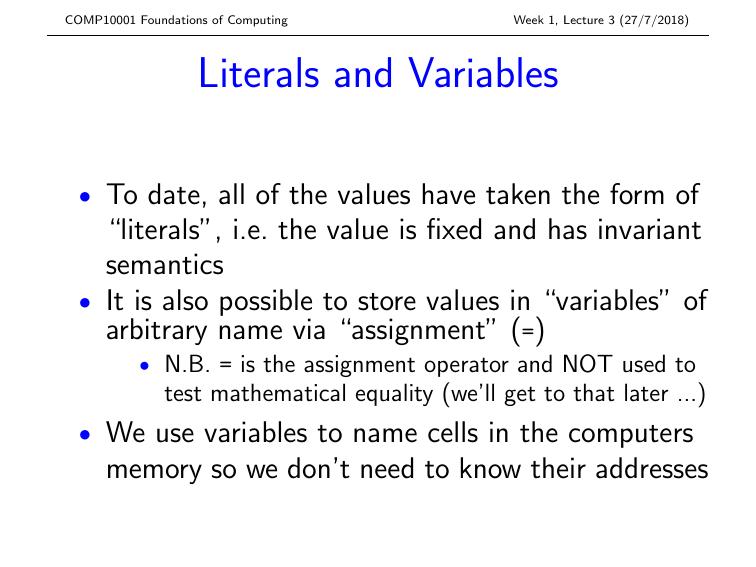 COMP10001 Foundations of Computing Week 1, Lecture 3 (27/7/2018)
Literals and Variables
• To date, all of the values have taken the form of
“literals”, i.e. the value is fixed and has invariant
semantics
• It is also possible to store values in “variables” of
arbitrary name via “assignment” (=)
• N.B. = is the assignment operator and NOT used to
test mathematical equality (we’ll get to that later ...)
• We use variables to name cells in the computers
memory so we don’t need to know their addresses